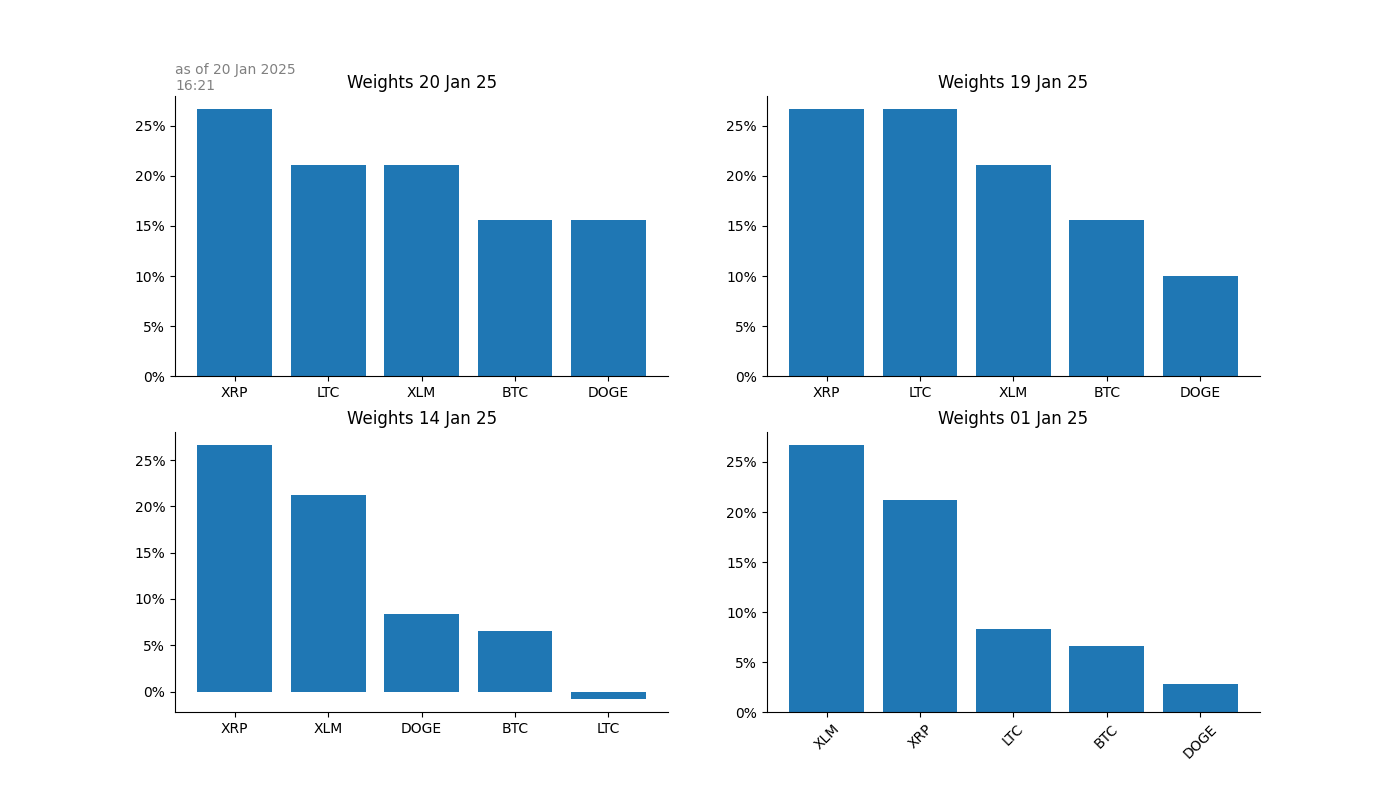 as of 20 Jan 2025
16:21
Weights 20 Jan 25
25%
20%
15%
10%
5%
0%
XRP LTC XLM BTC DOGE
Weights 19 Jan 25
25%
20%
15%
10%
5%
0%
XRP LTC XLM BTC DOGE
Weights 14 Jan 25
25%
20%
15%
10%
5%
0%
XRP XLM DOGE BTC LTC
Weights 01 Jan 25
25%
20%
15%
10%
5%
0%
XLM XRP LTC BTC DOGE